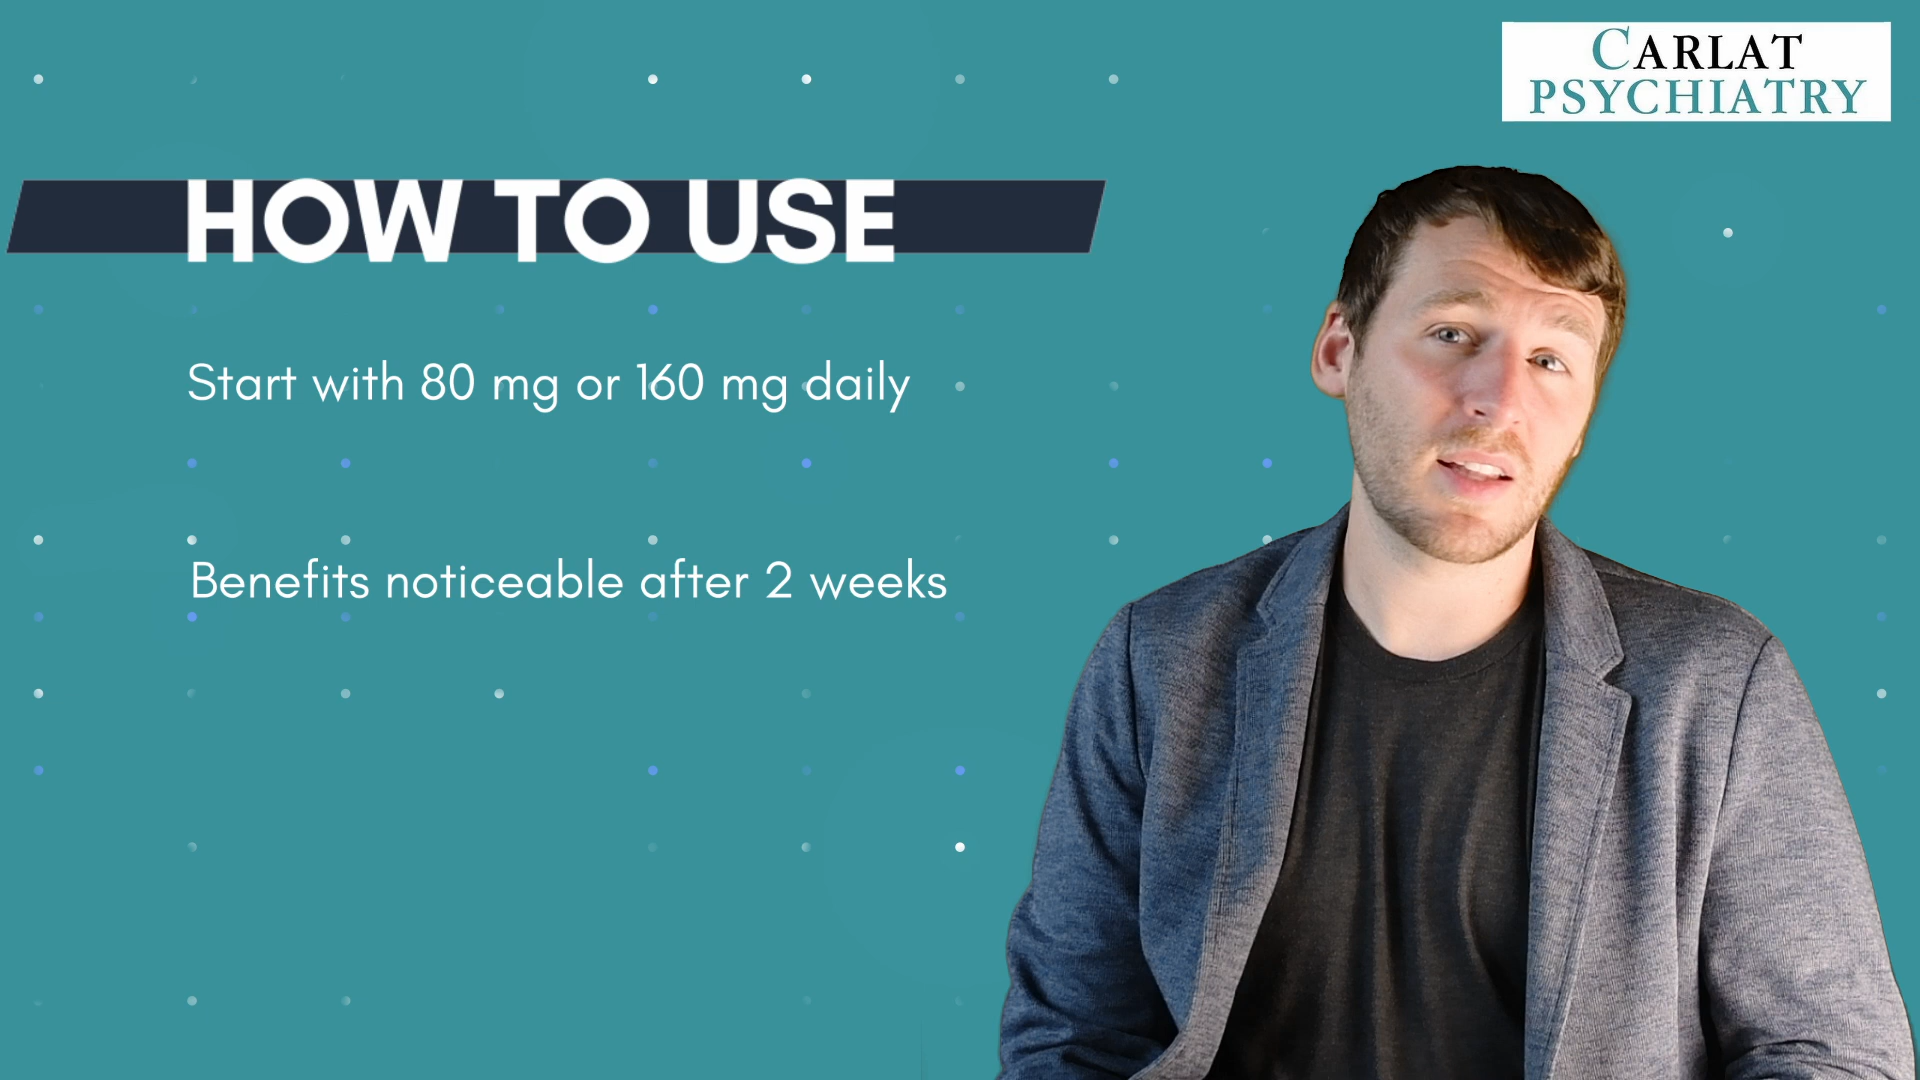 CARLAT
PSYCHIATRY
HOW TO USE
Start with 80 mg or 160 mg daily
Benefits noticeable after 2 weeks